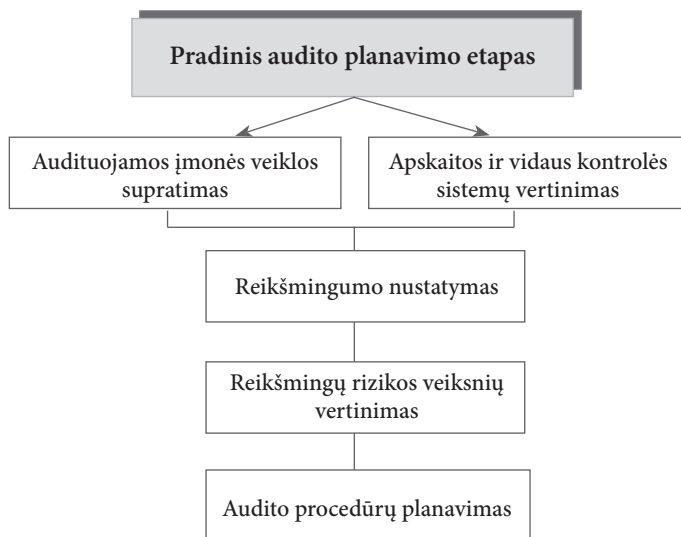 Pradinis audito planavimo etapas
Audituojamos įmonės veiklos
supratimas
Apskaitos ir vidaus kontrolės
sistemų vertinimas
Reikšmingumo nustatymas
Reikšmingų rizikos veiksnių
vertinimas
Audito procedūrų planavimas